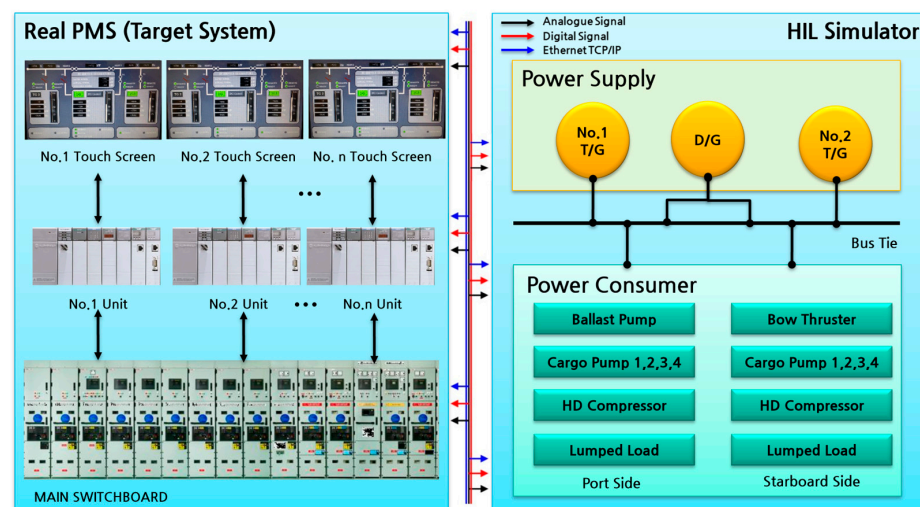 Real PMS (Target System)
No.1 Touch Screen
No.2 Touch Screen
No. n Touch Screen
...
No.1 Unit
No.2 Unit
...
No.n Unit
MAIN SWITCHBOARD
Analogue Signal
Digital Signal
Ethernet TCP/IP
HIL Simulator
Power Supply
No.1
T/G
D/G
No.2
T/G
Bus Tie
Power Consumer
Ballast Pump
Bow Thruster
Cargo Pump 1,2,3,4
Cargo Pump 1,2,3,4
HD Compressor
HD Compressor
Lumped Load
Lumped Load
Port Side
Starboard Side